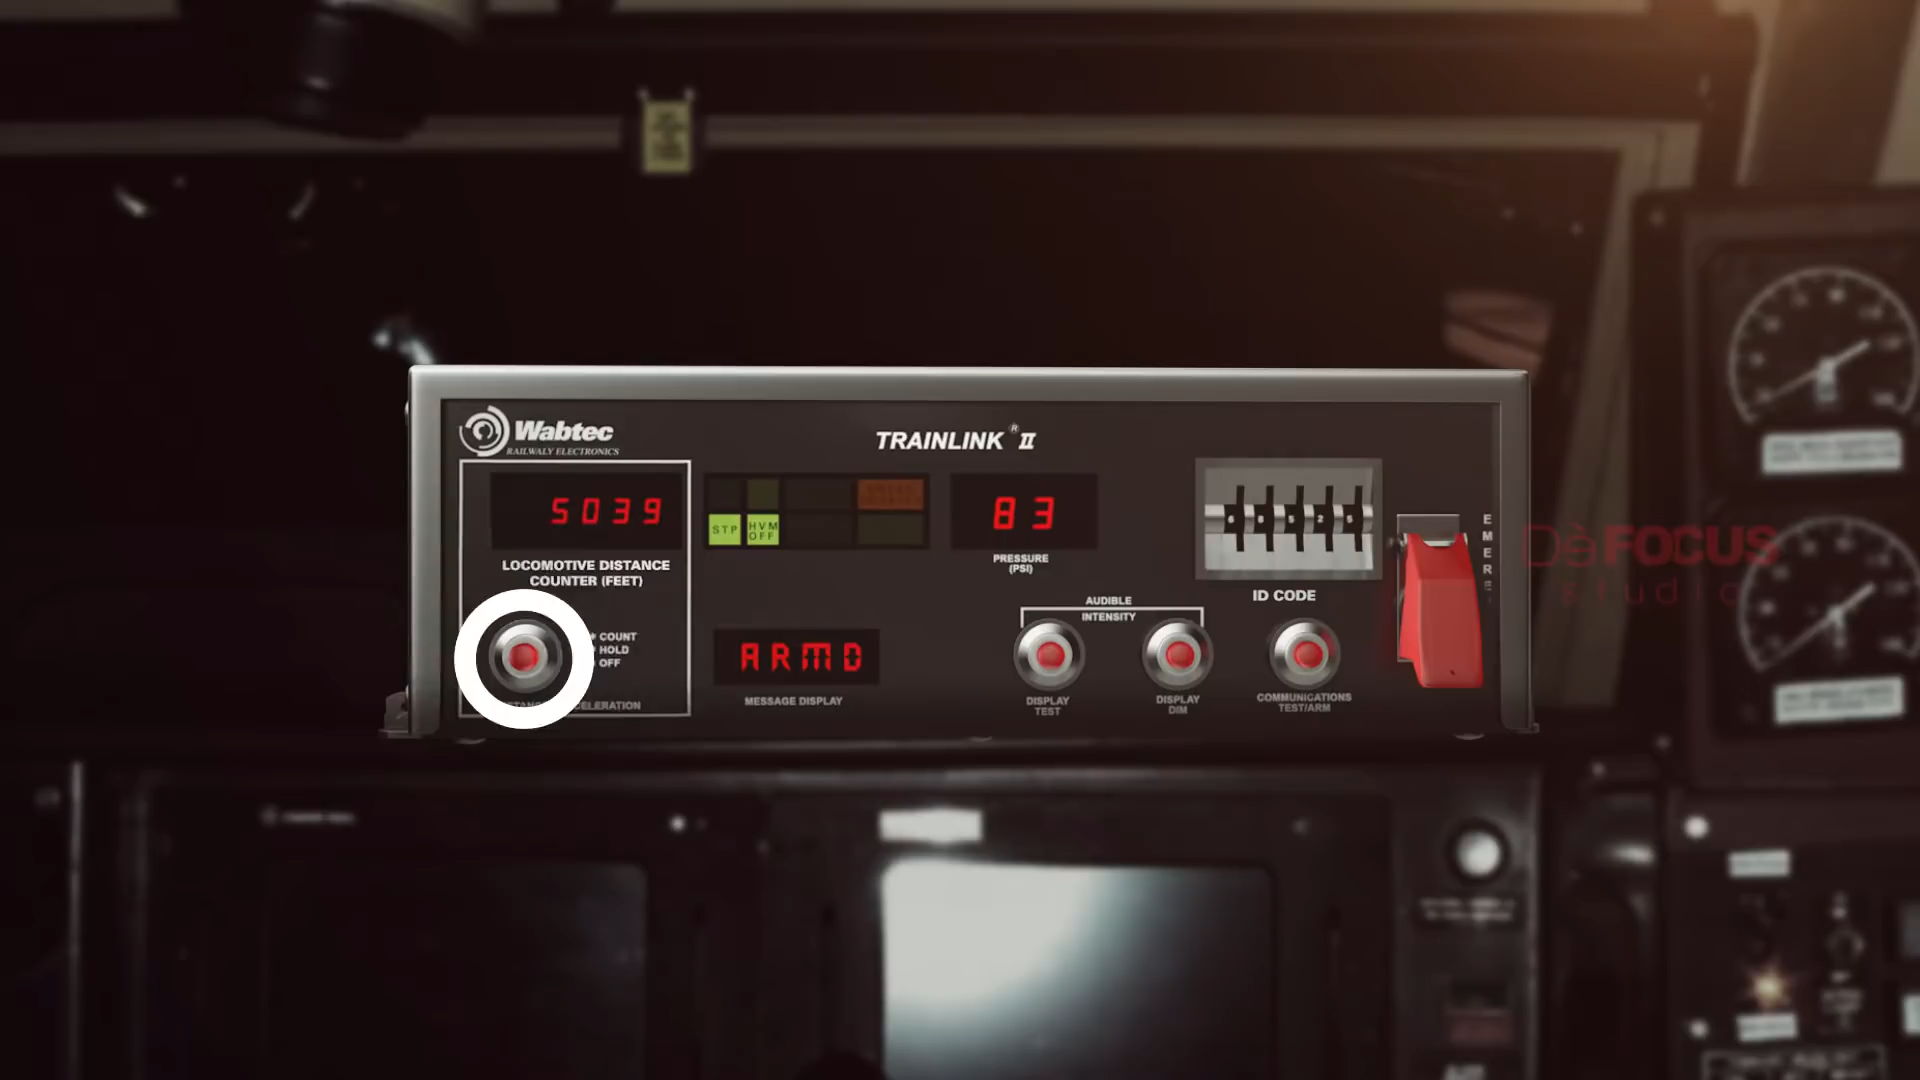 Wabtec
RAILWALY ELECTRONICS
TRAINLINK ® II
5039
STP
HVM
OFF
83
LOCOMOTIVE DISTANCE
COUNTER (FEET)
PRESSURE
(PSI)
ID CODE
E
M
E
R
DèFOCUS
studio
AUDIBLE
INTENSITY
COUNT
HOLD
OFF
ARMD
MESSAGE DISPLAY
DISPLAY
TEST
DISPLAY
DIM
COMMUNICATIONS
TEST/ARM